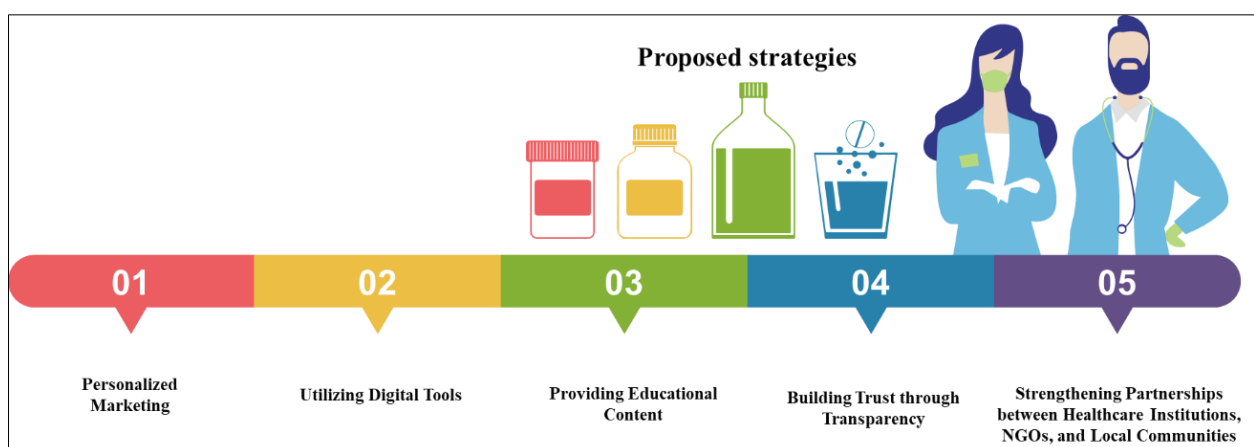 Proposed strategies
01
02
03
04
05
Personalized
Marketing
Utilizing Digital Tools
Providing Educational
Content
Building Trust through
Transparency
Strengthening Partnerships
between Healthcare Institutions,
NGOs, and Local Communities